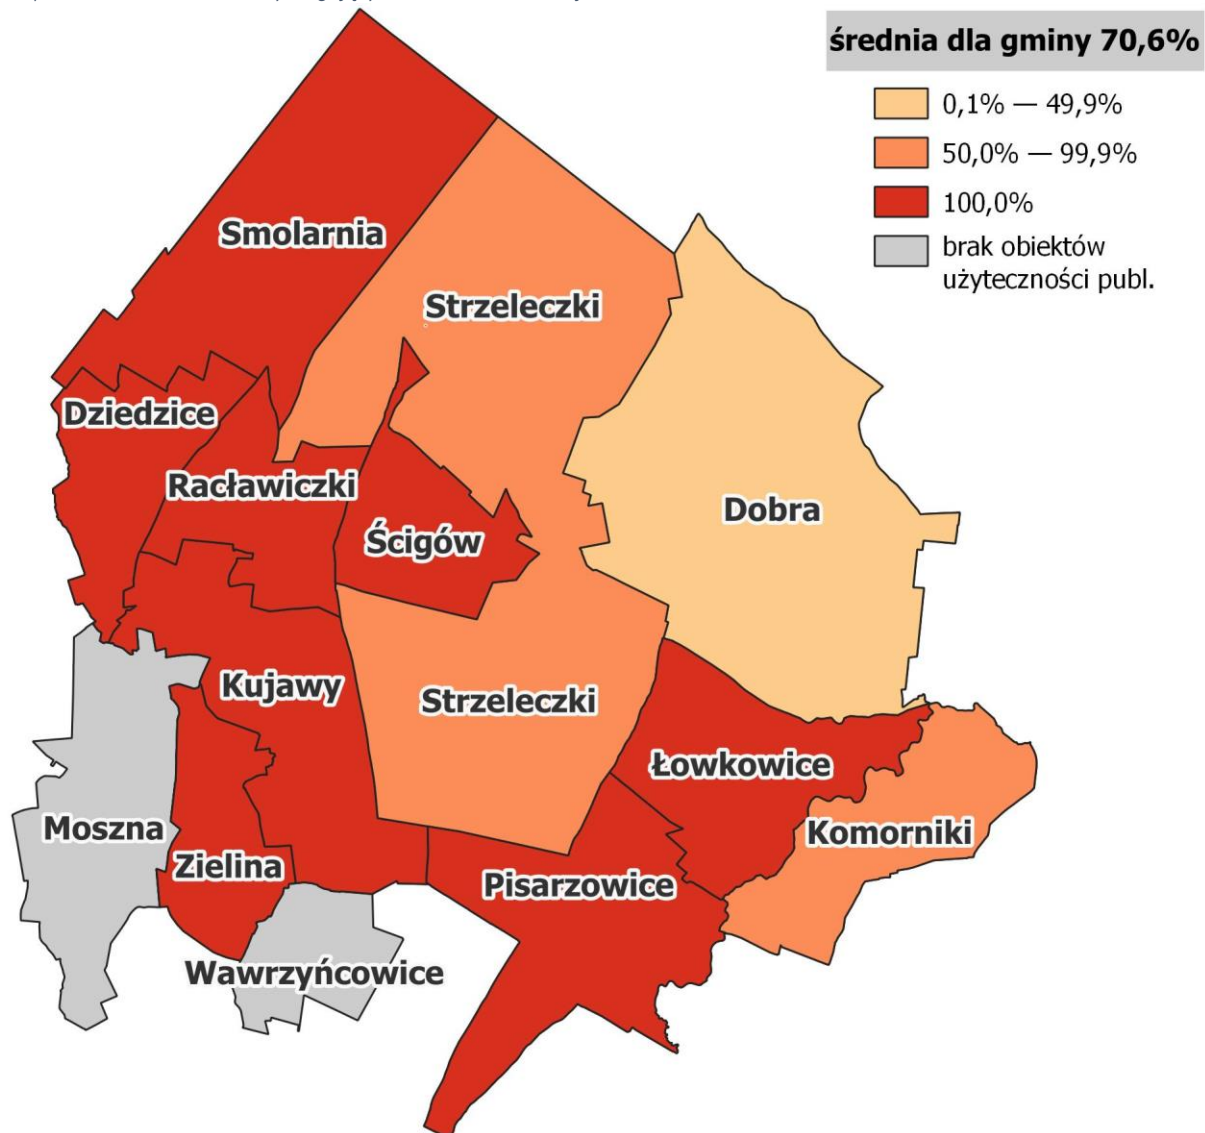 średnia dla gminy 70,6%
0,1% — 49,9%
50,0% — 99,9%
100,0%
brak obiektów
użyteczności publ.
Smolarnia
Strzeleczki
Dziedzice
Racławiczki
Dobra
Ścigów
Kujawy
Strzeleczki
Łowkowice
Moszna
Komorniki
Zielina
Pisarzowice
Wawrzyńcowice